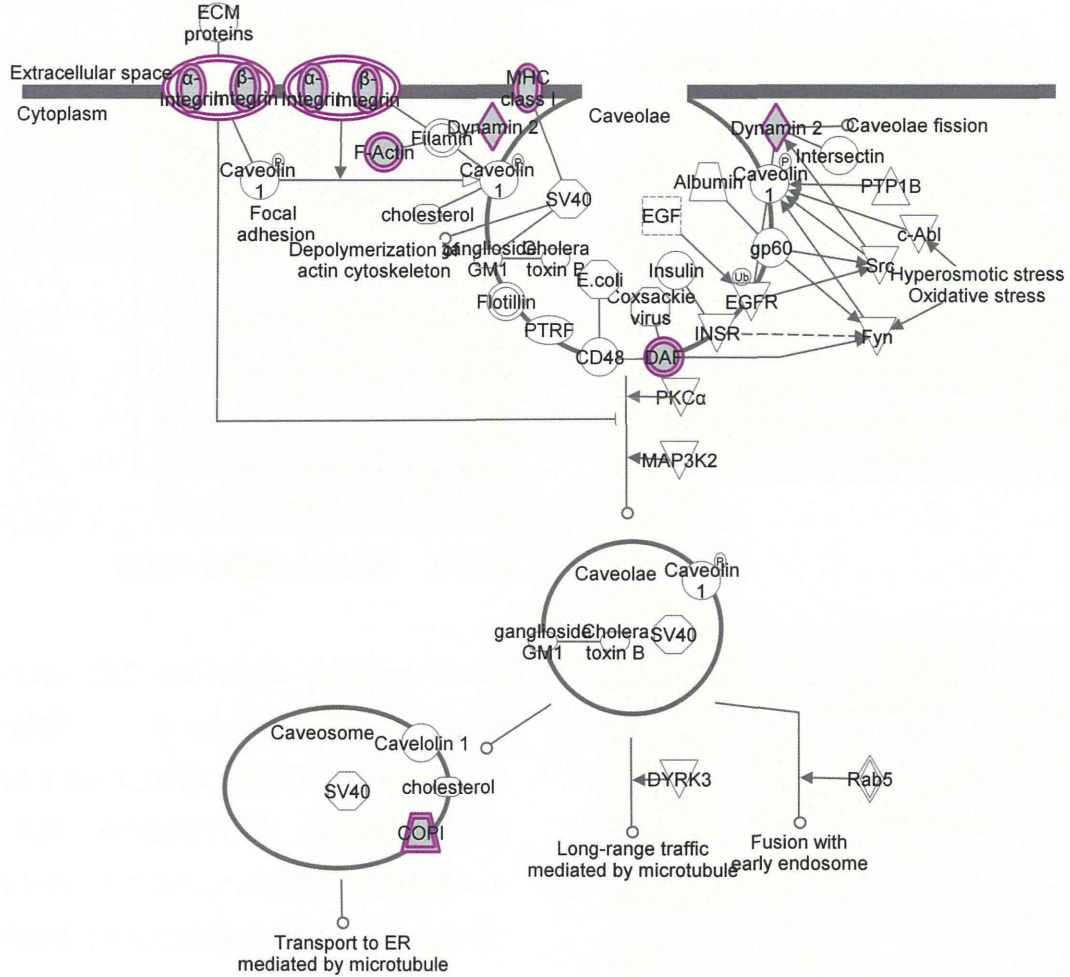 ECM
proteins
Extracellular space
Cytoplasm
α-
Integrin
β-
Integrin
α-
Integrin
β-
Integrin
MHC
class I
Dynamin 2
Filamin
F-Actin
Caveolae
Dynamin 2
Caveolae fission
Intersectin
P
Caveolin
1
Focal
adhesion
P
Caveolin
1
cholesterol
SV40
Depolymerization of
actin cytoskeleton
ganglioside
GM1
Cholera
toxin B
Flotillin
PTRF
E.coli
CD48
Coxsackie
virus
DAF
Insulin
INSR
EGF
Ub
EGFR
Albumin
P
Caveolin
1
gp60
PTP1B
c-Abl
Src
Hyperosmotic stress
Oxidative stress
Fyn
PKCα
MAP3K2
Caveolae
P
Caveolin
1
ganglioside
GM1
Cholera
toxin B
SV40
Caveosome
Cavelolin 1
SV40
cholesterol
COPI
DYRK3
Rab5
Long-range traffic
mediated by microtubule
Fusion with
early endosome
Transport to ER
mediated by microtubule